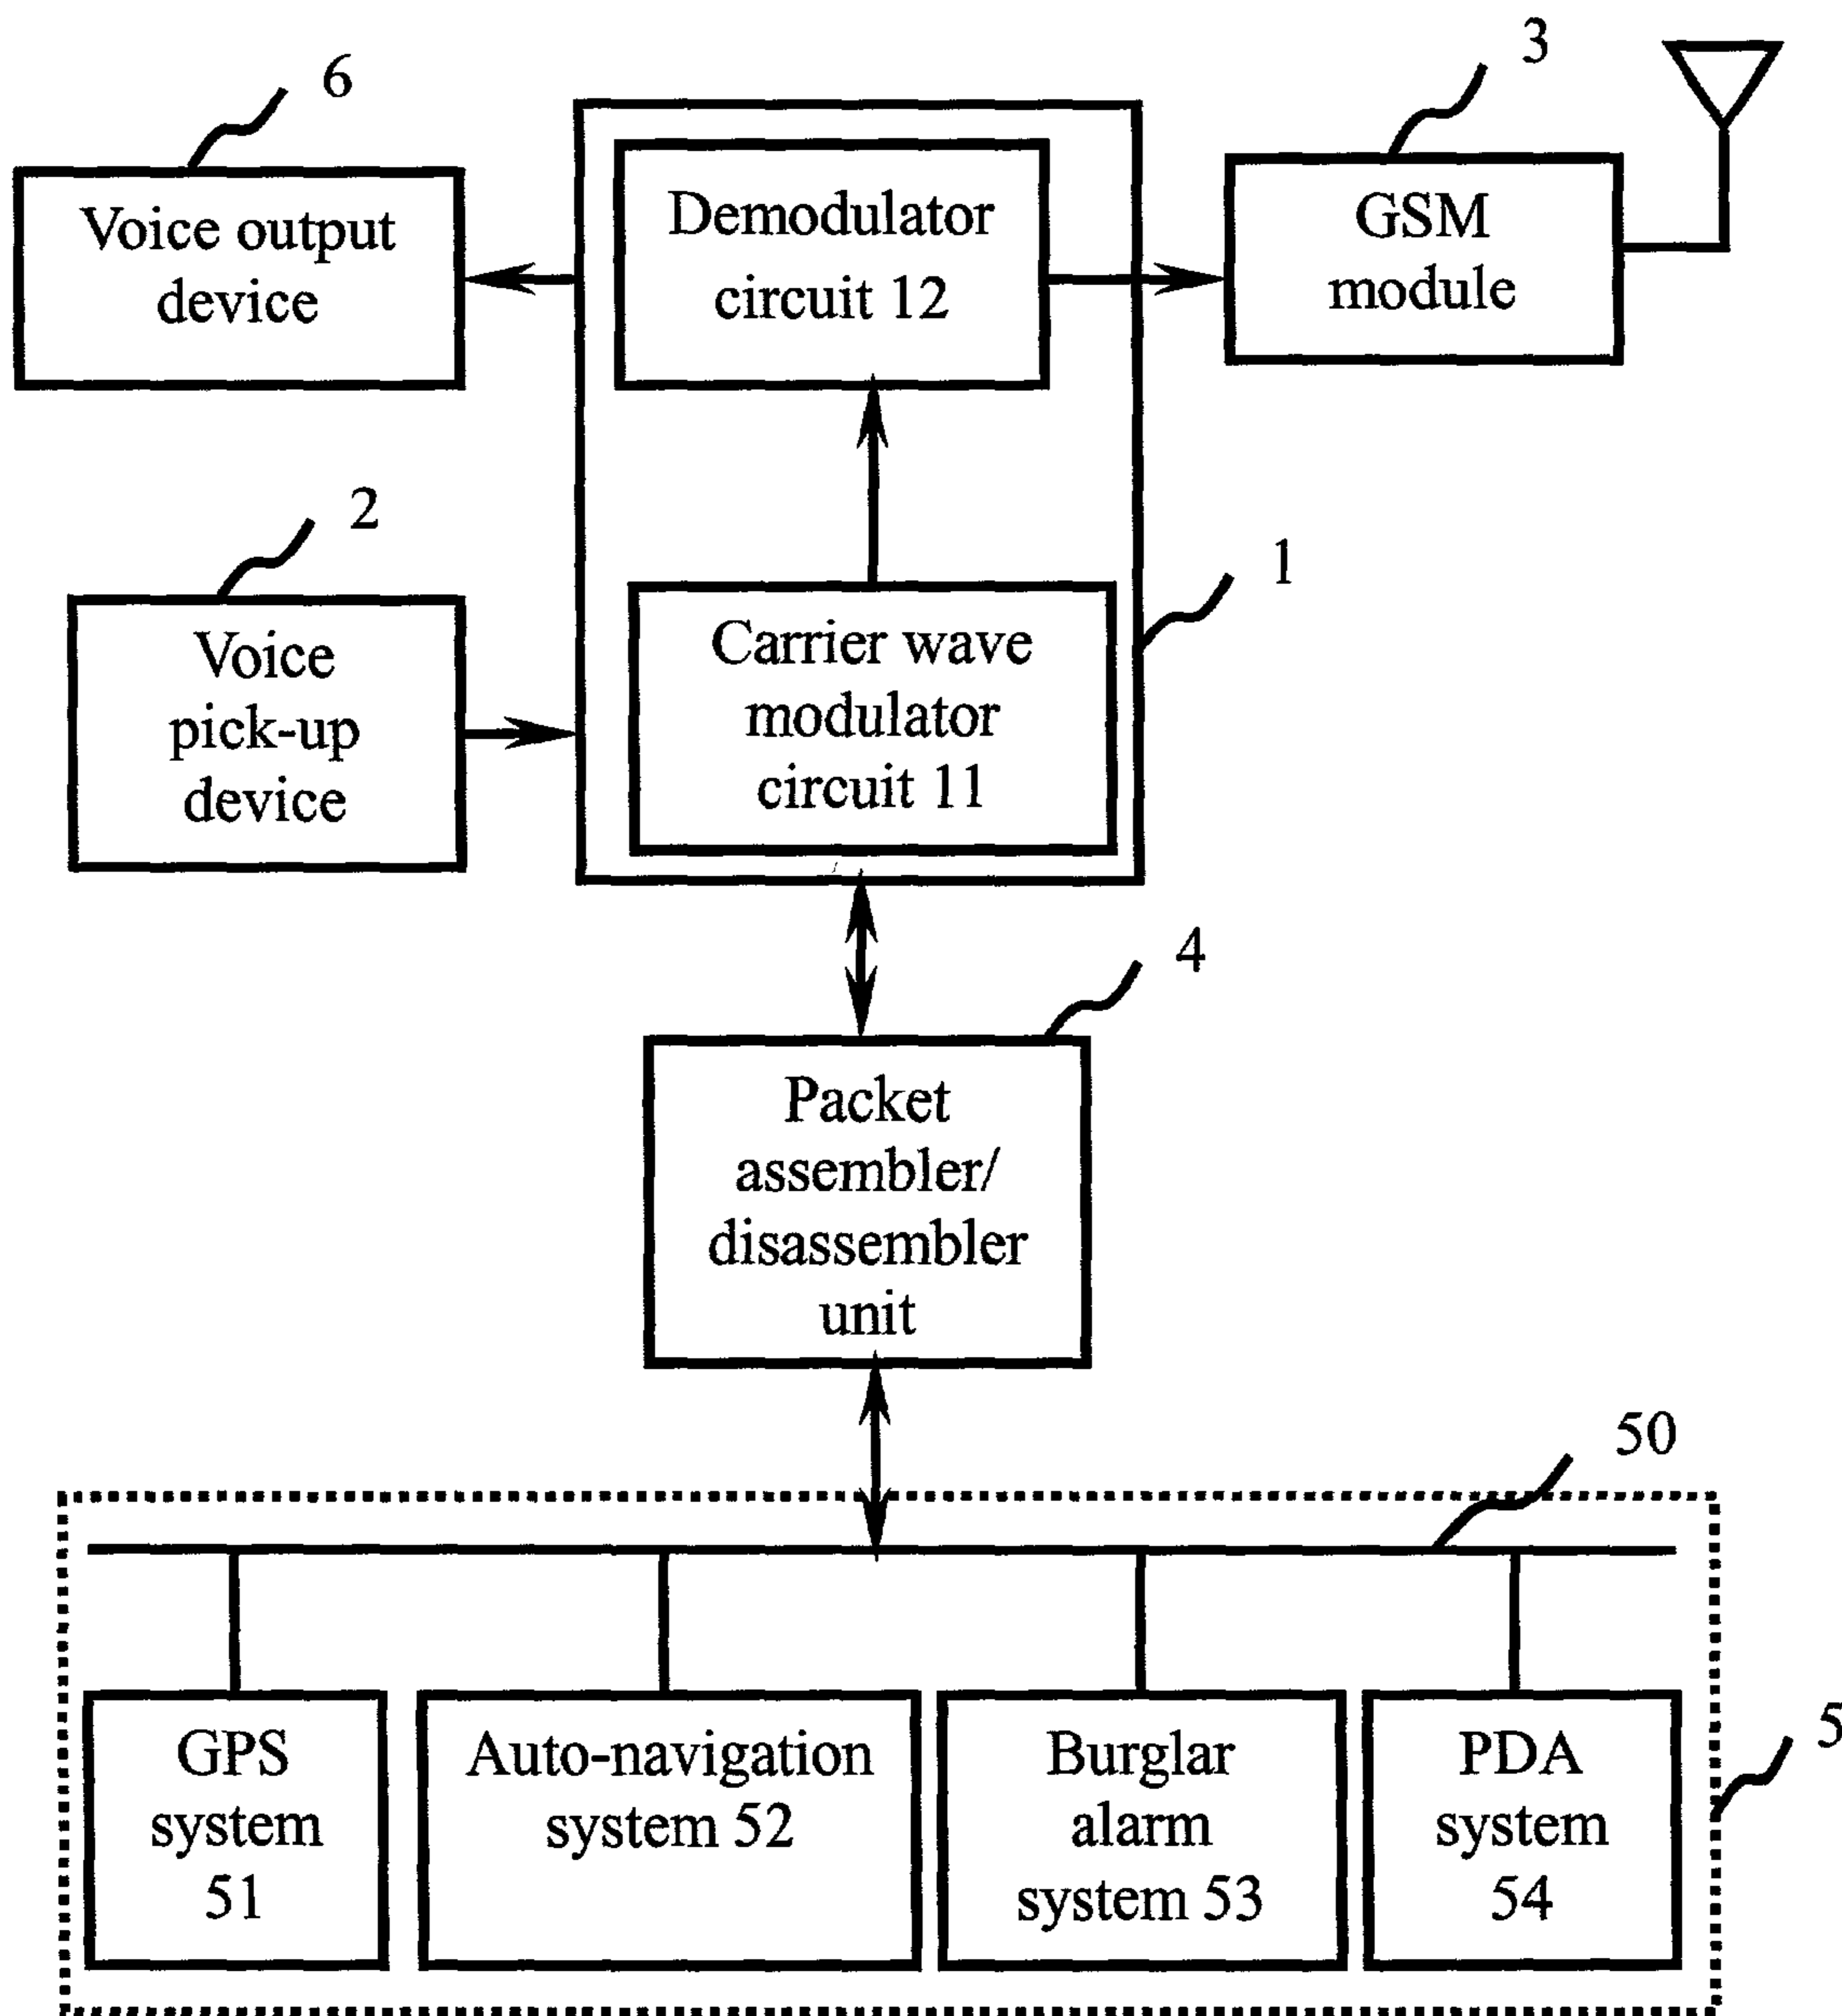 6
3
Voice output
device
Demodulator
circuit 12
GSM
module
2
1
Voice
pick-up
device
Carrier wave
modulator
circuit 11
4
Packet
assembler/
disassembler
unit
50
5
GPS
system
51
Auto-navigation
system 52
Burglar
alarm
system 53
PDA
system
54